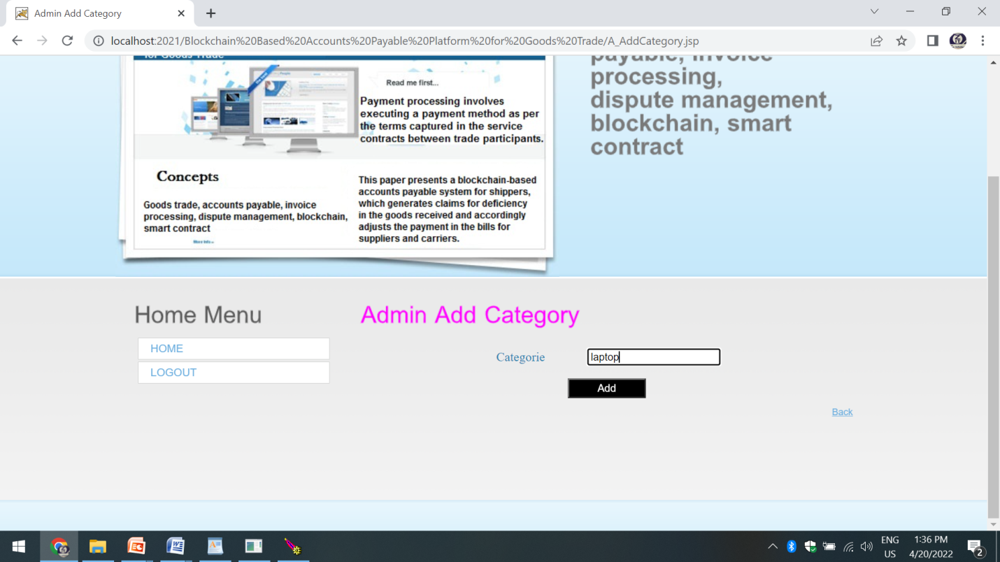 Admin Add Category
localhost:2021/Blockchain%20Based%20Accounts%20Payable%20Platform%20for%20Goods%20Trade/A_AddCategory.jsp
for Goods Trade
Read me first...
Payment processing involves
executing a payment method as per
the terms captured in the service
contracts between trade participants.
Concepts
Goods trade, accounts payable, invoice
processing, dispute management, blockchain,
smart contract
More info »
This paper presents a blockchain-based
accounts payable system for shippers,
which generates claims for deficiency
in the goods received and accordingly
adjusts the payment in the bills for
suppliers and carriers.
payable, invoice
processing,
dispute management,
blockchain, smart
contract
Home Menu
HOME
LOGOUT
Admin Add Category
Categorie
laptop
Add
Back
ENG
US
1:36 PM
4/20/2022
2